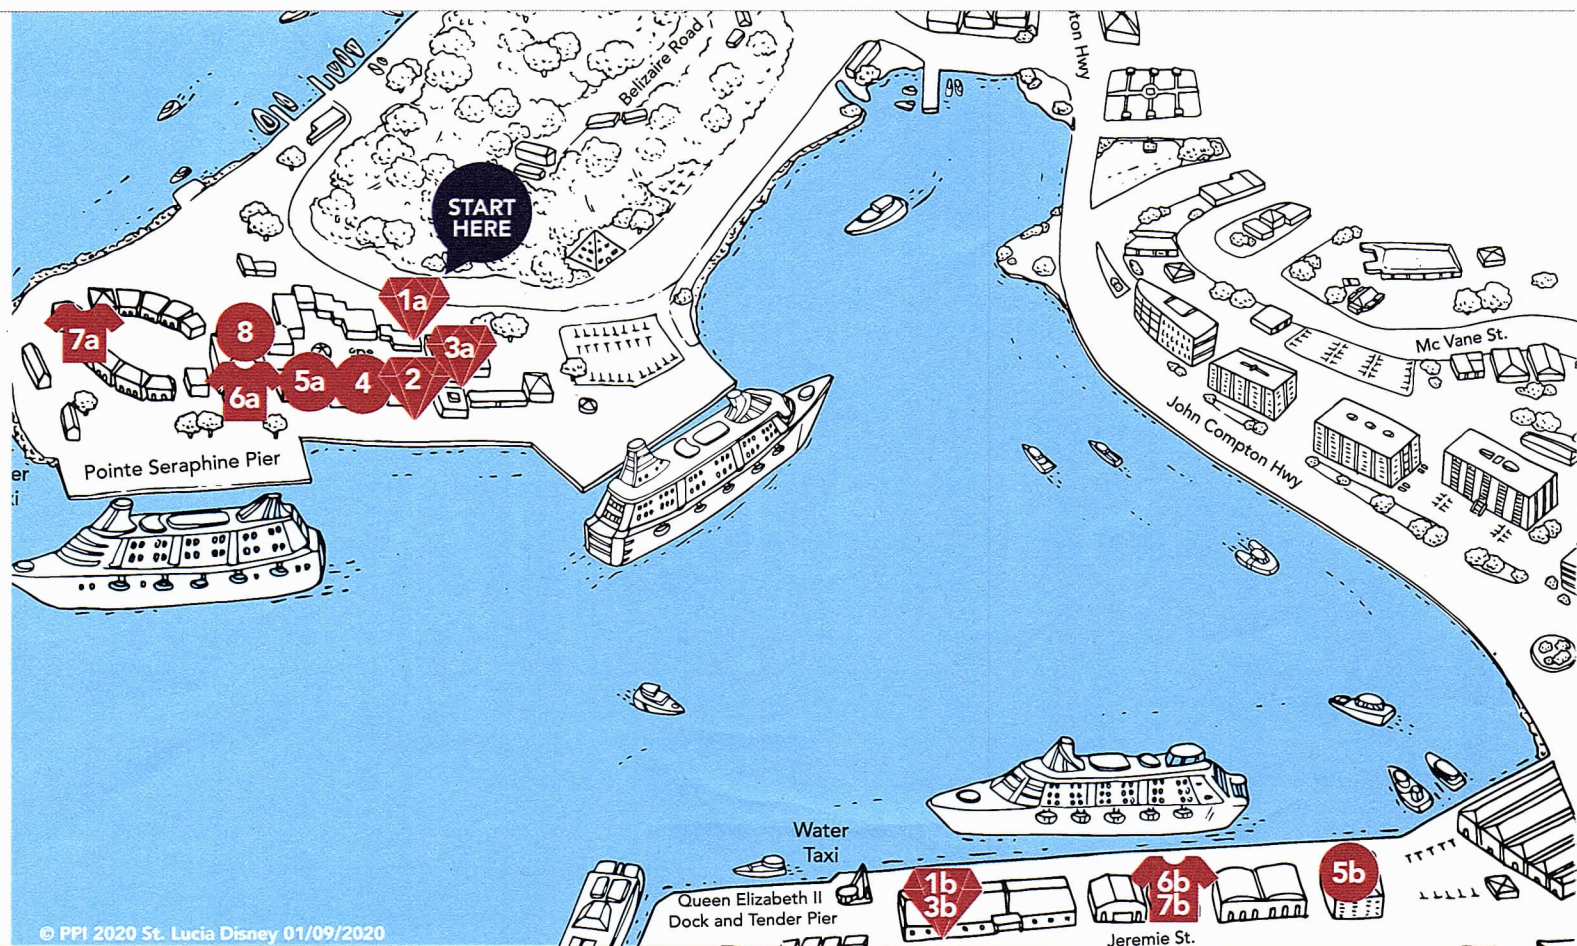 Belizaire Road
ton Hwy
START
HERE
1a
3a
2
4
5a
8
6a
7a
Mc Vane St.
John Compton Hwy
Pointe Seraphine Pier
er
xi
Water
Taxi
1b
3b
6b
7b
5b
Queen Elizabeth II
Dock and Tender Pier
Jeremie St.
© PPI 2020 St. Lucia Disney 01/09/2020